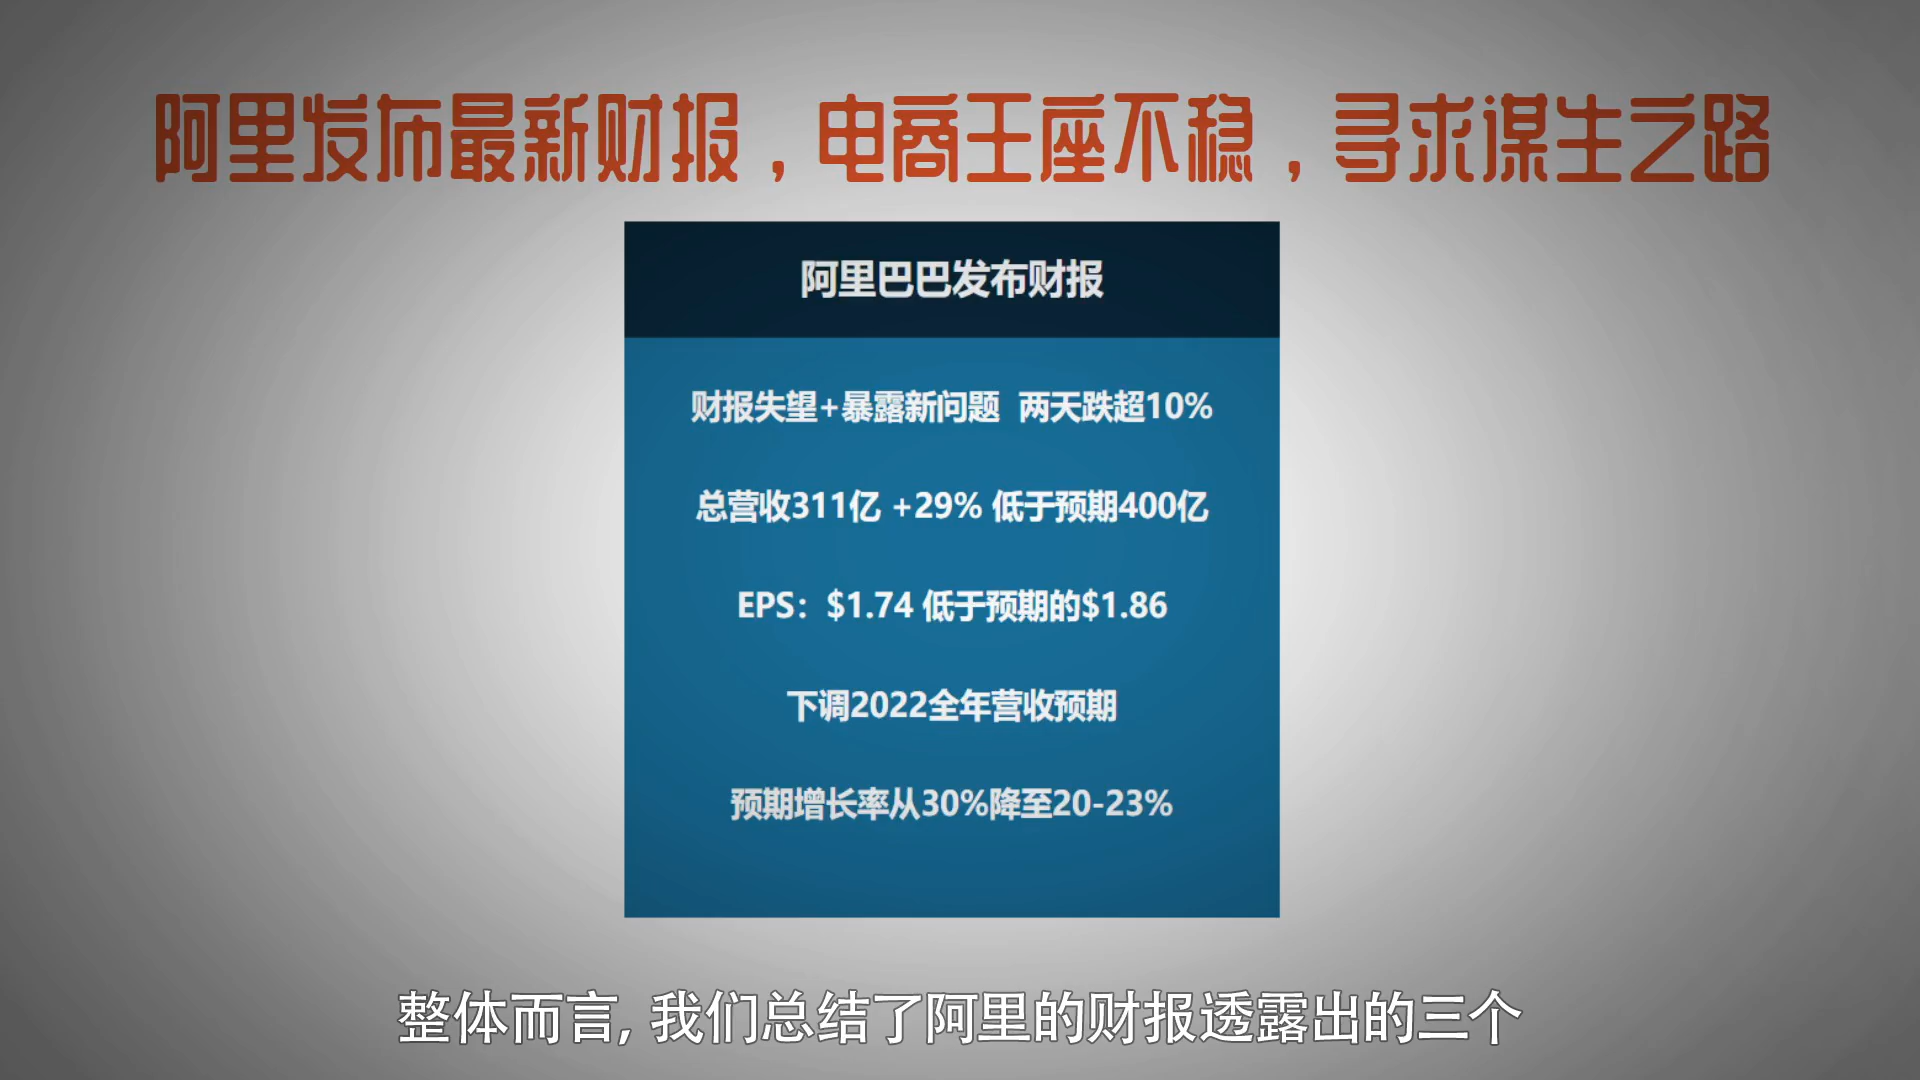 阿里发布最新财报，电商王座不稳，寻求谋生之路
阿里巴巴发布财报
财报失望+暴露新问题 两天跌超10%
总营收311亿 +29% 低于预期400亿
EPS：$1.74 低于预期的$1.86
下调2022全年营收预期
预期增长率从30%降至20-23%
整体而言,我们总结了阿里的财报透露出的三个